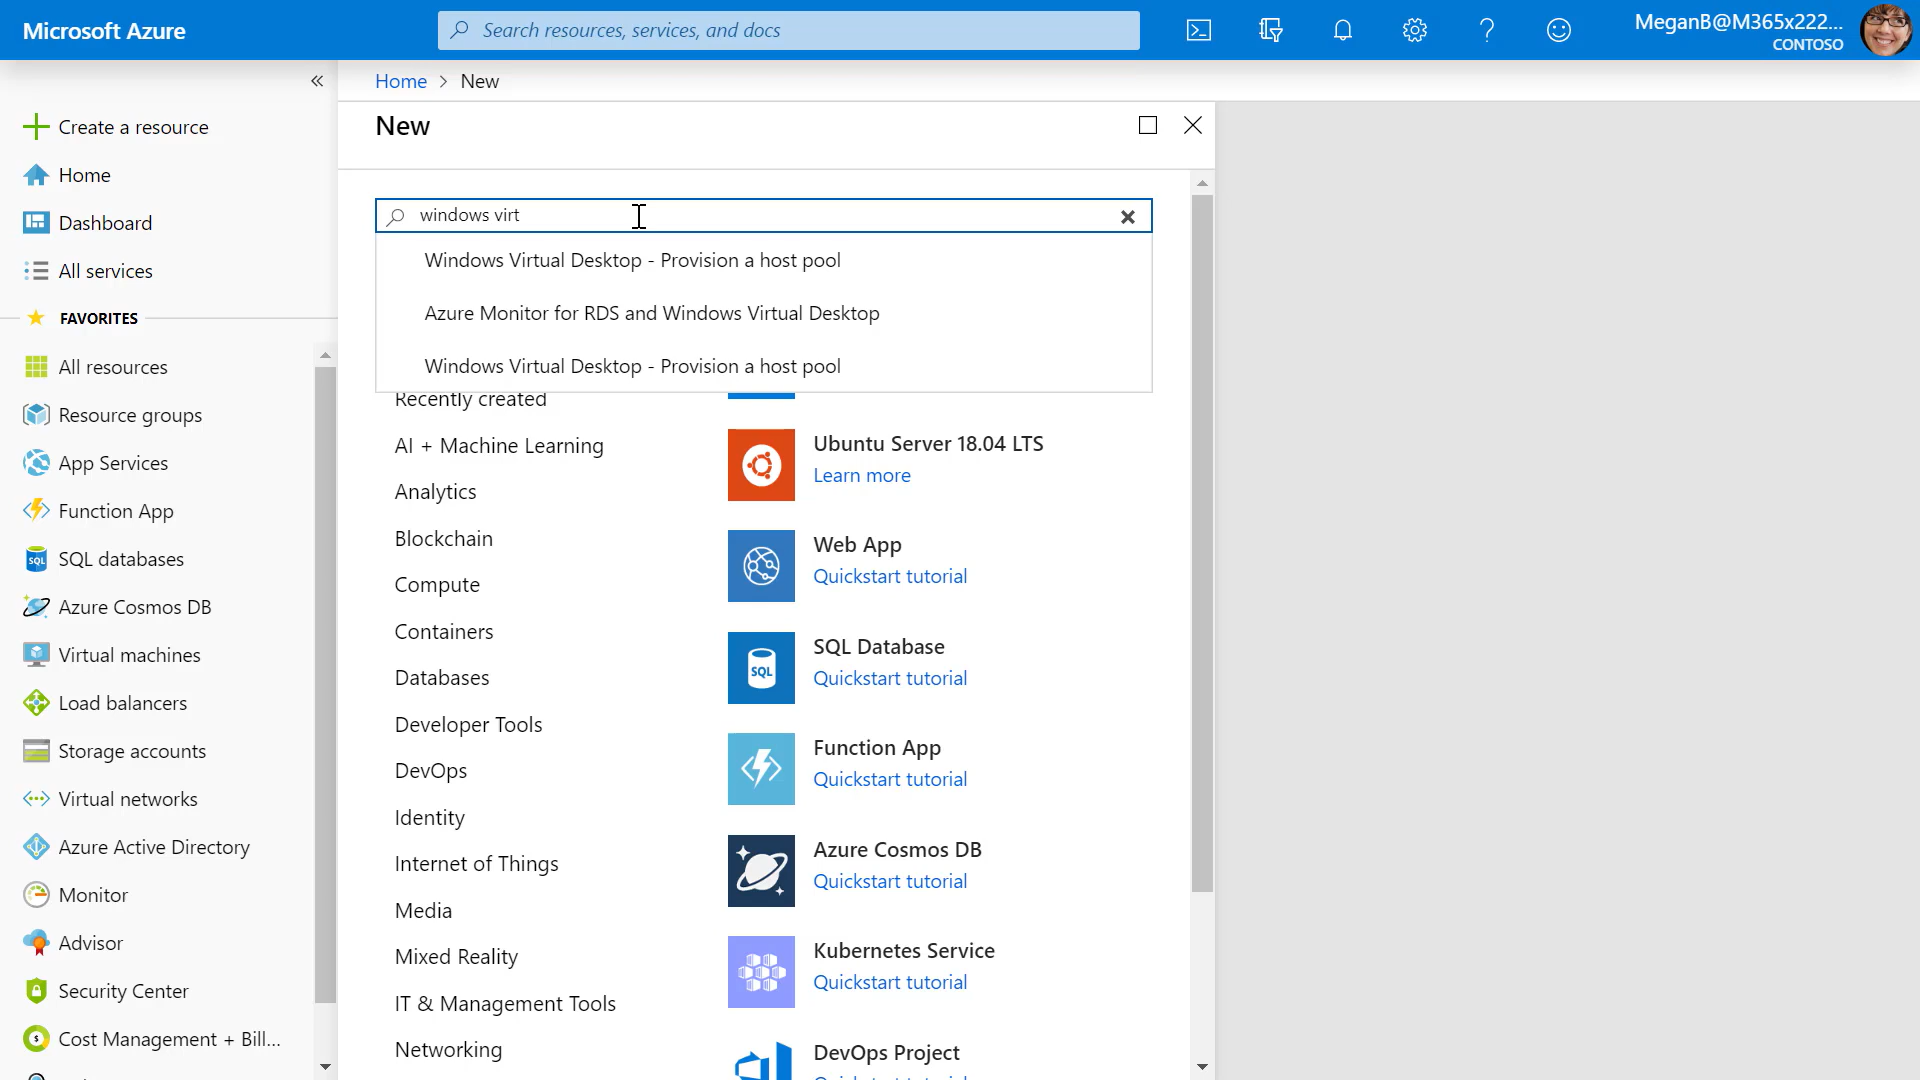 Microsoft Azure
Search resources, services, and docs
MeganB@M365x222...
CONTOSO
Home > New
Create a resource
Home
Dashboard
All services
FAVORITES
All resources
Resource groups
App Services
Function App
SQL databases
Azure Cosmos DB
Virtual machines
Load balancers
Storage accounts
Virtual networks
Azure Active Directory
Monitor
Advisor
Security Center
Cost Management + Bill...
New
windows virt
Windows Virtual Desktop - Provision a host pool
Azure Monitor for RDS and Windows Virtual Desktop
Windows Virtual Desktop - Provision a host pool
Recently created
AI + Machine Learning
Analytics
Blockchain
Compute
Containers
Databases
Developer Tools
DevOps
Identity
Internet of Things
Media
Mixed Reality
IT & Management Tools
Networking
Ubuntu Server 18.04 LTS
Learn more
Web App
Quickstart tutorial
SQL
SQL Database
Quickstart tutorial
Function App
Quickstart tutorial
Azure Cosmos DB
Quickstart tutorial
Kubernetes Service
Quickstart tutorial
DevOps Project